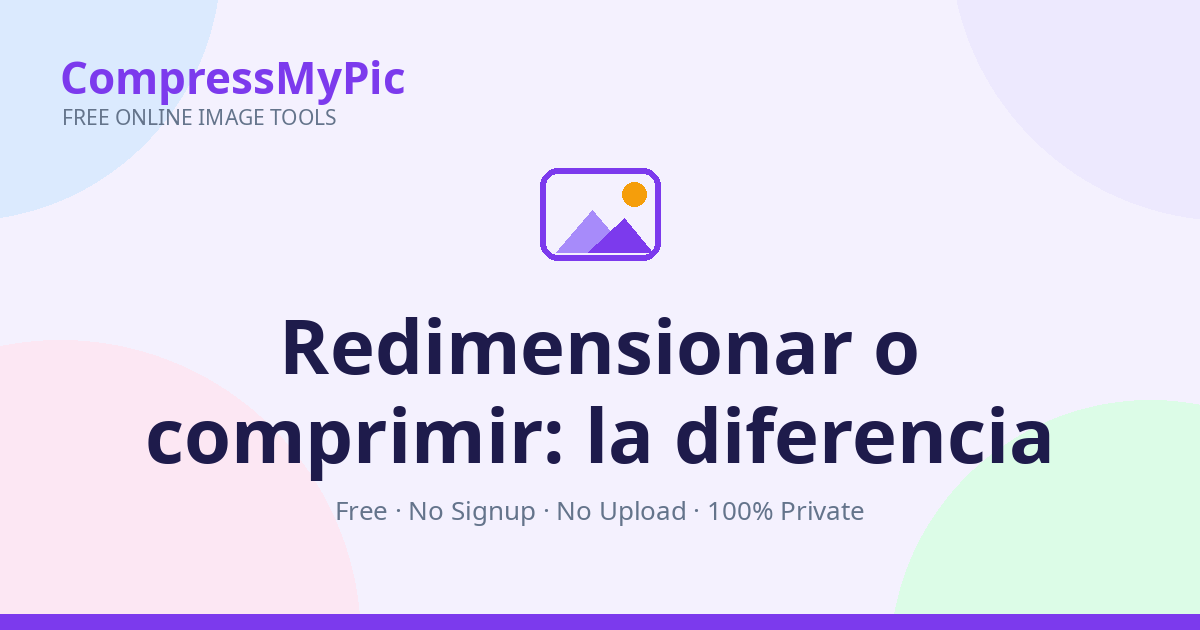 CompressMyPic
FREE ONLINE IMAGE TOOLS
Redimensionar o
comprimir: la diferencia
Free · No Signup · No Upload · 100% Private